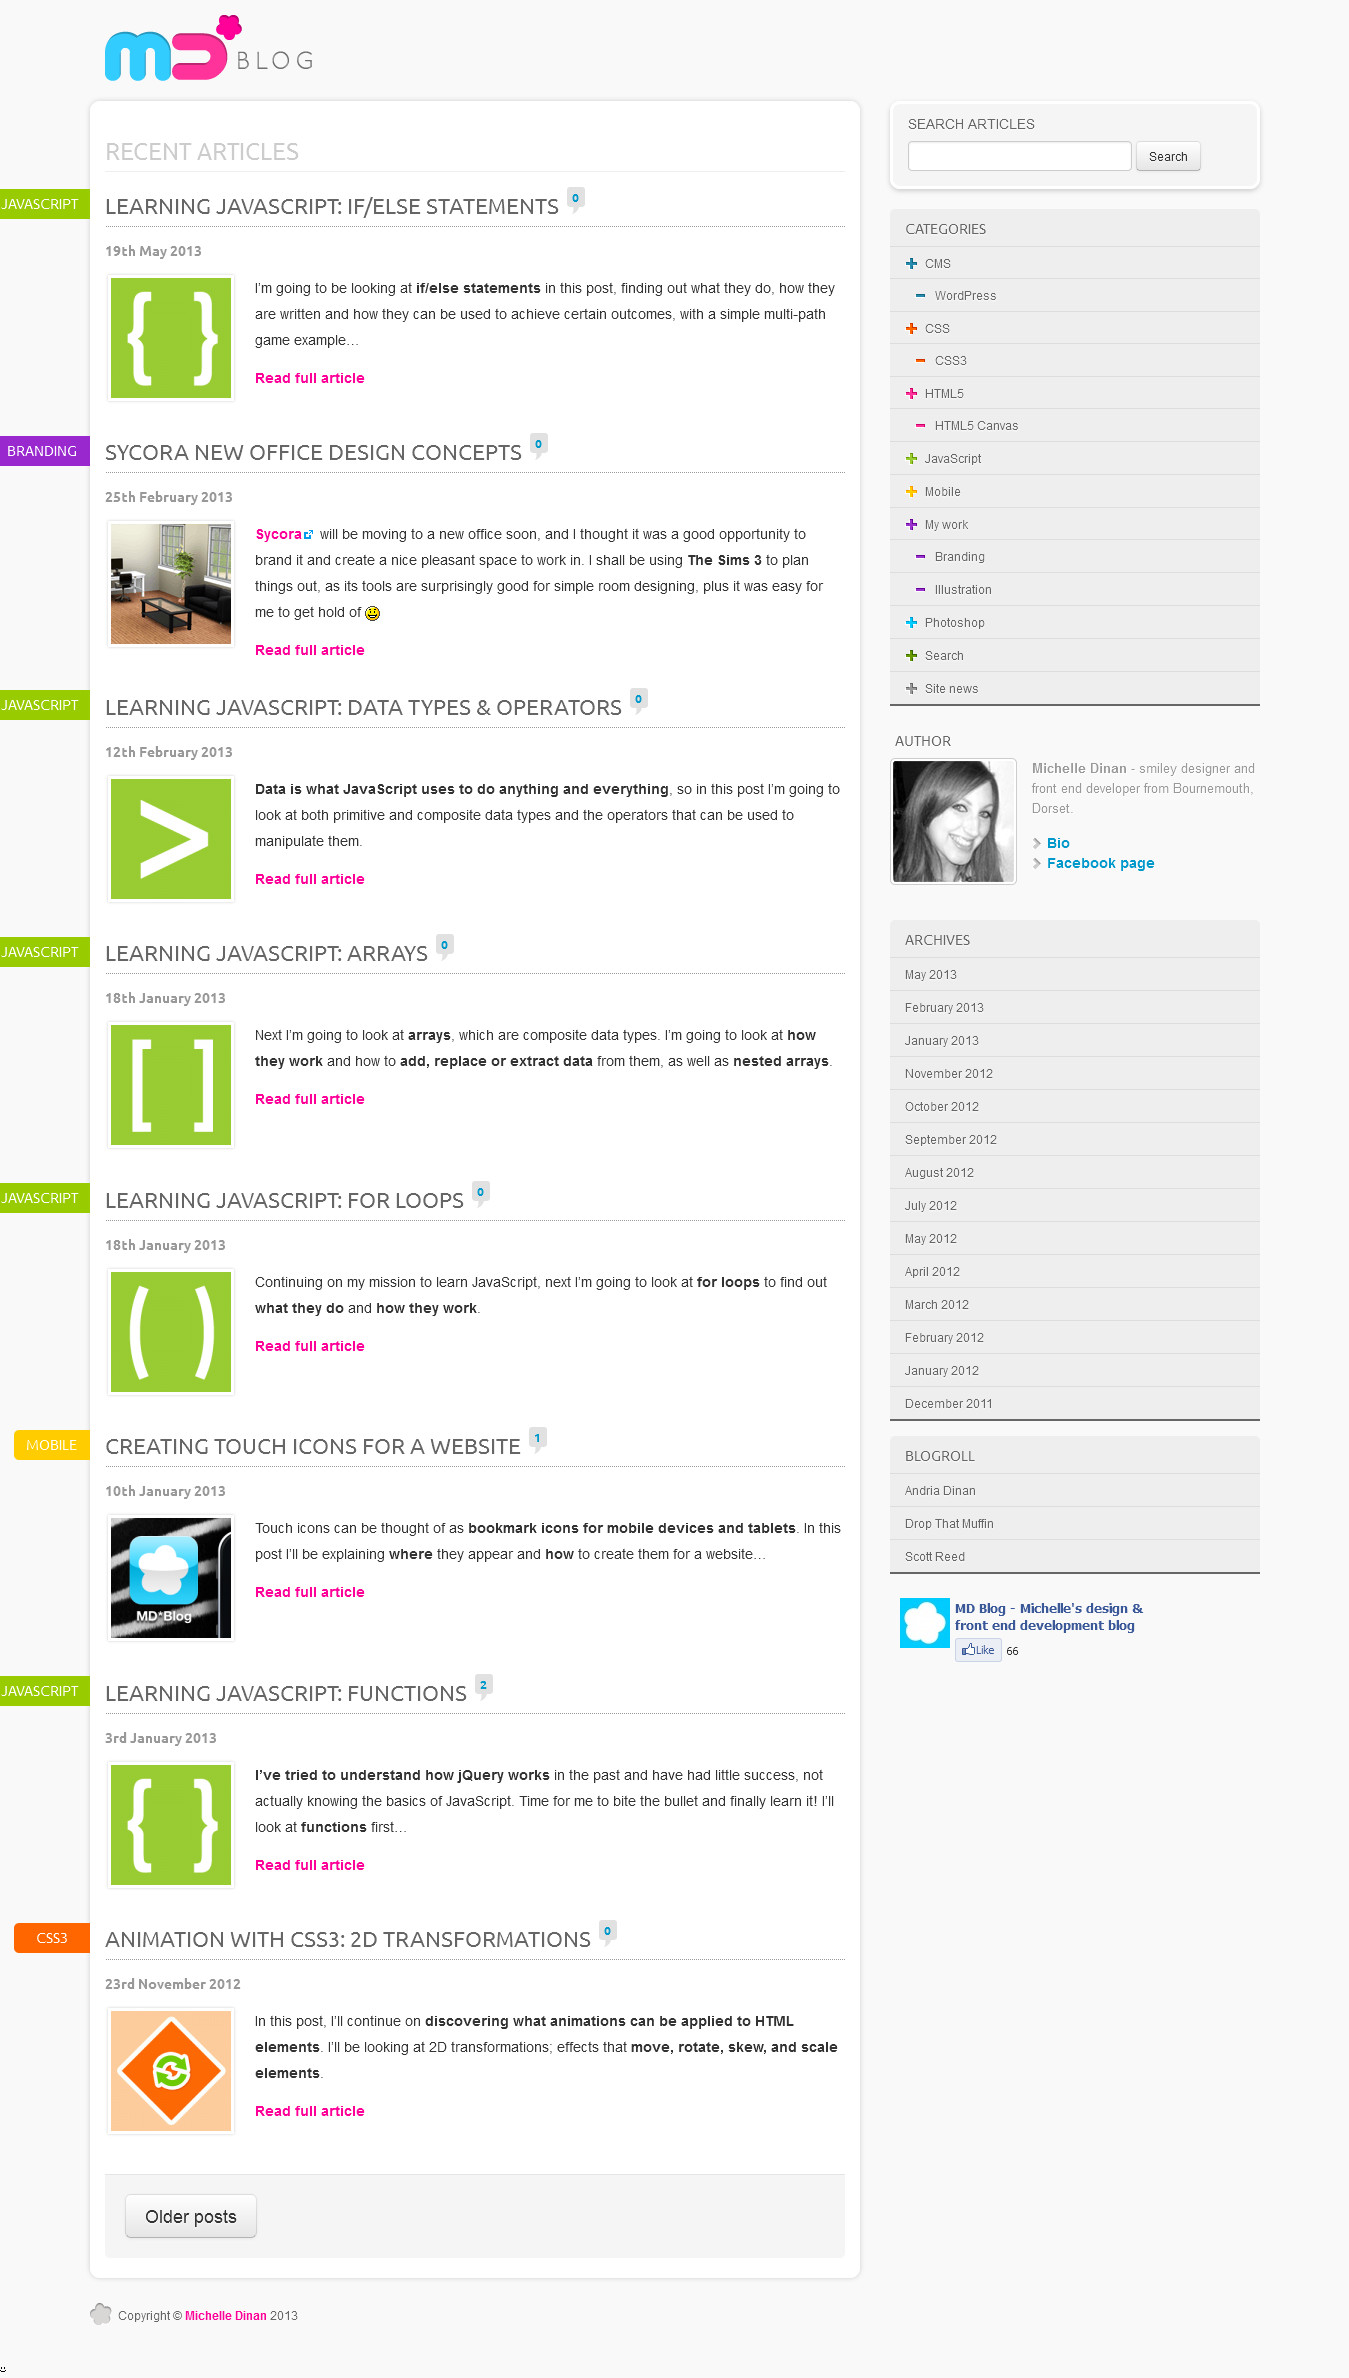 MD BLOG
RECENT ARTICLES
JAVASCRIPT
LEARNING JAVASCRIPT: IF/ELSE STATEMENTS 0
19th May 2013
I'm going to be looking at if/else statements in this post, finding out what they do, how they
are written and how they can be used to achieve certain outcomes, with a simple multi-path
game example…
Read full article
{ }
BRANDING
SYCORA NEW OFFICE DESIGN CONCEPTS 0
25th February 2013
Sycora will be moving to a new office soon, and I thought it was a good opportunity to
brand it and create a nice pleasant space to work in. I shall be using The Sims 3 to plan
things out, as its tools are surprisingly good for simple room designing, plus it was easy for
me to get hold of
Read full article
JAVASCRIPT
LEARNING JAVASCRIPT: DATA TYPES & OPERATORS 0
12th February 2013
Data is what JavaScript uses to do anything and everything, so in this post I'm going to
look at both primitive and composite data types and the operators that can be used to
manipulate them.
Read full article
>
JAVASCRIPT
LEARNING JAVASCRIPT: ARRAYS 0
18th January 2013
Next I'm going to look at arrays, which are composite data types. I'm going to look at how
they work and how to add, replace or extract data from them, as well as nested arrays.
Read full article
[ ]
JAVASCRIPT
LEARNING JAVASCRIPT: FOR LOOPS 0
18th January 2013
Continuing on my mission to learn JavaScript, next I'm going to look at for loops to find out
what they do and how they work.
Read full article
( )
MOBILE
CREATING TOUCH ICONS FOR A WEBSITE 1
10th January 2013
Touch icons can be thought of as bookmark icons for mobile devices and tablets. In this
post I'll be explaining where they appear and how to create them for a website…
Read full article
MD*Blog
JAVASCRIPT
LEARNING JAVASCRIPT: FUNCTIONS 2
3rd January 2013
I've tried to understand how jQuery works in the past and have had little success, not
actually knowing the basics of JavaScript. Time for me to bite the bullet and finally learn it! I'll
look at functions first…
Read full article
{ }
CSS3
ANIMATION WITH CSS3: 2D TRANSFORMATIONS 0
23rd November 2012
In this post, I'll continue on discovering what animations can be applied to HTML
elements. I'll be looking at 2D transformations; effects that move, rotate, skew, and scale
elements.
Read full article
Older posts
SEARCH ARTICLES
Search
CATEGORIES
CMS
WordPress
CSS
CSS3
HTML5
HTML5 Canvas
JavaScript
Mobile
My work
Branding
Illustration
Photoshop
Search
Site news
AUTHOR
Michelle Dinan - smiley designer and
front end developer from Bournemouth,
Dorset.
Bio
Facebook page
ARCHIVES
May 2013
February 2013
January 2013
November 2012
October 2012
September 2012
August 2012
July 2012
May 2012
April 2012
March 2012
February 2012
January 2012
December 2011
BLOGROLL
Andria Dinan
Drop That Muffin
Scott Reed
MD Blog - Michelle's design &
front end development blog
Like 66
Copyright © Michelle Dinan 2013